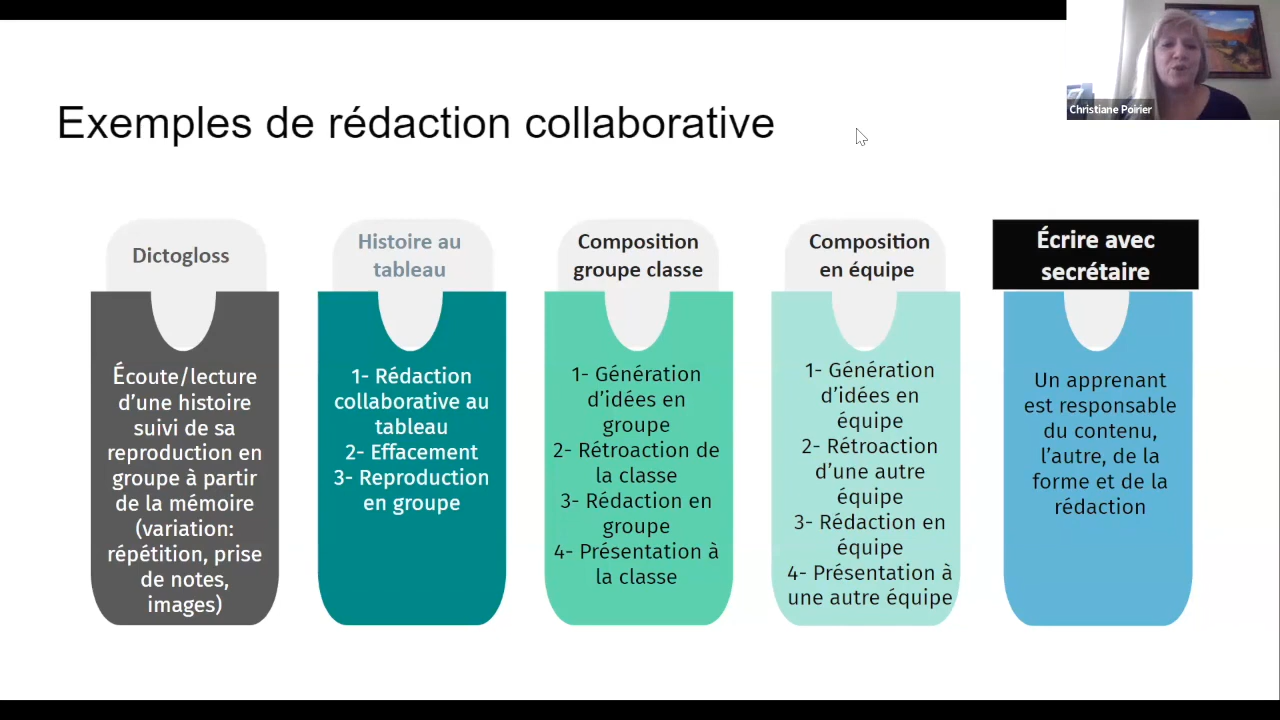 Christiane Poirier
Exemples de rédaction collaborative
Dictogloss
Écoute/lecture
d’une histoire
suivi de sa
reproduction en
groupe à partir
de la mémoire
(variation:
répétition, prise
de notes,
images)
Histoire au
tableau
1- Rédaction
collaborative au
tableau
2- Effacement
3- Reproduction
en groupe
Composition
groupe classe
1- Génération
d’idées en
groupe
2- Rétroaction de
la classe
3- Rédaction en
groupe
4- Présentation à
la classe
Composition
en équipe
1- Génération
d’idées en
équipe
2- Rétroaction
d’une autre
équipe
3- Rédaction en
équipe
4- Présentation à
une autre équipe
Écrire avec
secrétaire
Un apprenant
est responsable
du contenu,
l’autre, de la
forme et de la
rédaction